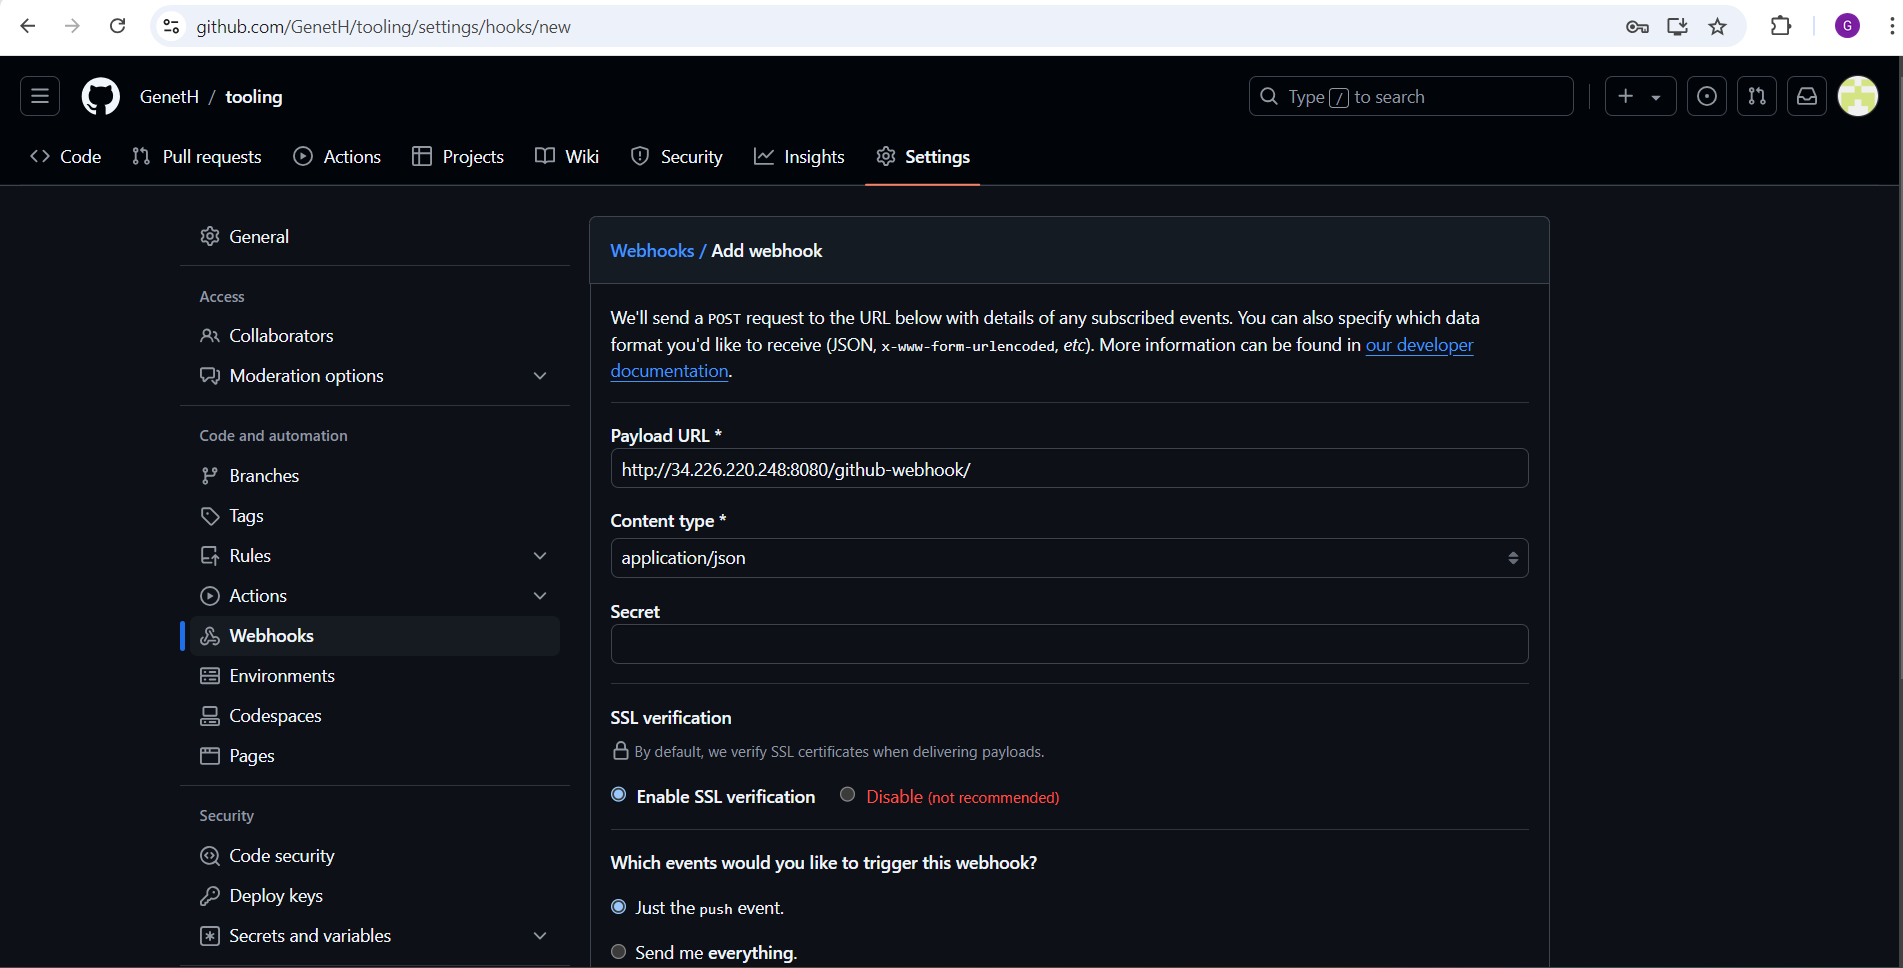 github.com/GenetH/tooling/settings/hooks/new
G
GenetH / tooling
Type / to search
Code
Pull requests
Actions
Projects
Wiki
Security
Insights
Settings
General
Access
Collaborators
Moderation options
Code and automation
Branches
Tags
Rules
Actions
Webhooks
Environments
Codespaces
Pages
Security
Code security
Deploy keys
Secrets and variables
Webhooks / Add webhook
We'll send a POST request to the URL below with details of any subscribed events. You can also specify which data
format you'd like to receive (JSON, x-www-form-urlencoded, etc). More information can be found in our developer
documentation.
Payload URL *
http://34.226.220.248:8080/github-webhook/
Content type *
application/json
Secret
SSL verification
By default, we verify SSL certificates when delivering payloads.
Enable SSL verification
Disable (not recommended)
Which events would you like to trigger this webhook?
Just the push event.
Send me everything.